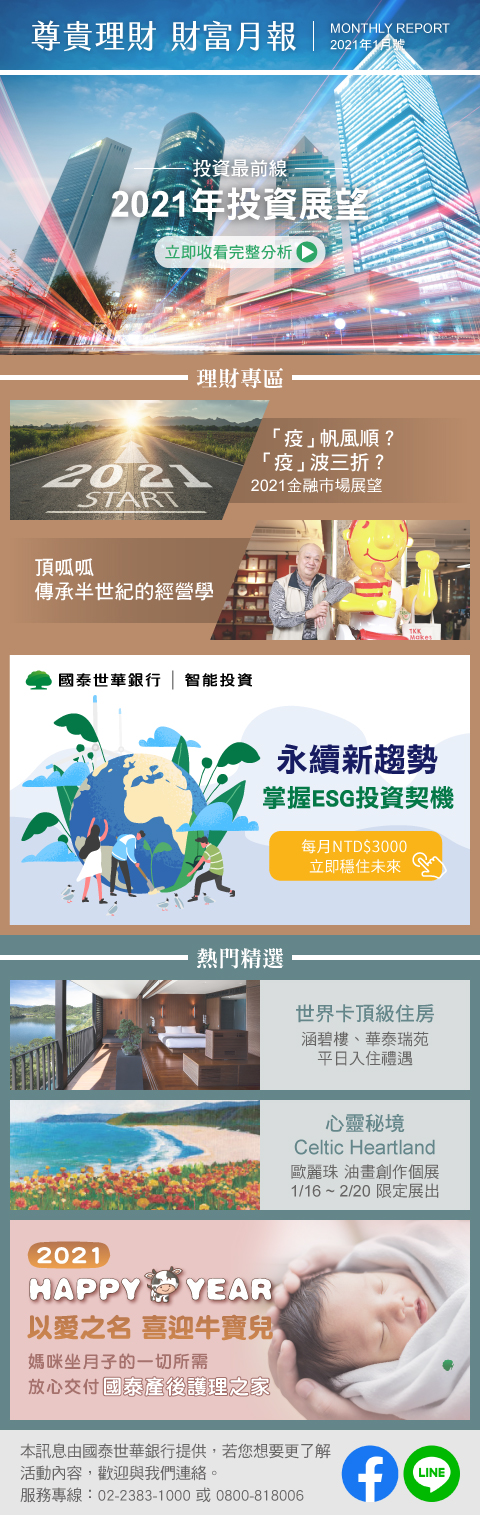 尊貴理財 財富月報
MONTHLY REPORT
2021年1月號
投資最前線
2021年投資展望
立即收看完整分析
理財專區
2021
START
「疫」帆風順？
「疫」波三折？
2021金融市場展望
頂呱呱
傳承半世紀的經營學
TKK
Makes
國泰世華銀行｜智能投資
永續新趨勢
掌握ESG投資契機
每月NTD$3000
立即穩住未來
熱門精選
世界卡頂級住房
涵碧樓、華泰瑞苑
平日入住禮遇
心靈秘境
Celtic Heartland
歐麗珠 油畫創作個展
1/16 ~ 2/20 限定展出
2021
HAPPY YEAR
以愛之名 喜迎牛寶兒
媽咪坐月子的一切所需
放心交付國泰產後護理之家
本訊息由國泰世華銀行提供，若您想要更了解
活動內容，歡迎與我們連絡。
服務專線：02-2383-1000 或 0800-818006
LINE